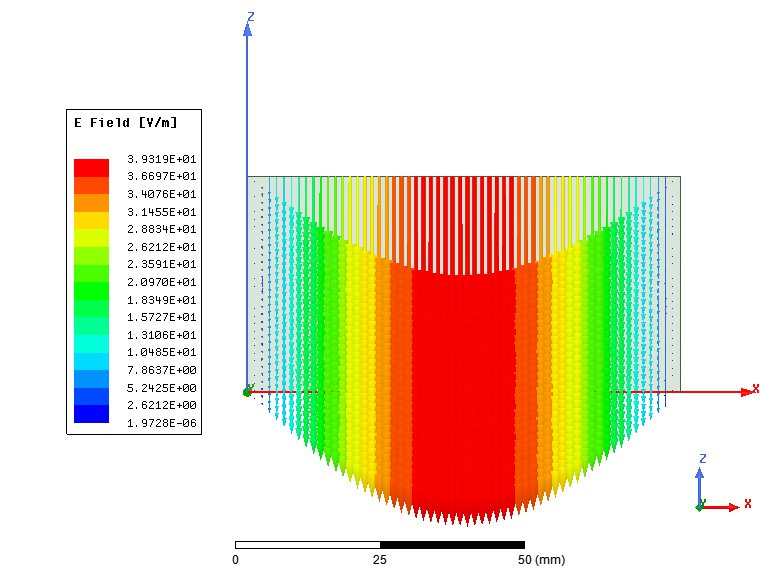 Z
E Field [V/m]
3.9319E+01
3.6697E+01
3.4076E+01
3.1455E+01
2.8834E+01
2.6212E+01
2.3591E+01
2.0970E+01
1.8349E+01
1.5727E+01
1.3106E+01
1.0485E+01
7.8637E+00
5.2425E+00
2.6212E+00
1.9728E-06
Y
X
Z
Y
X
0 25 50 (mm)